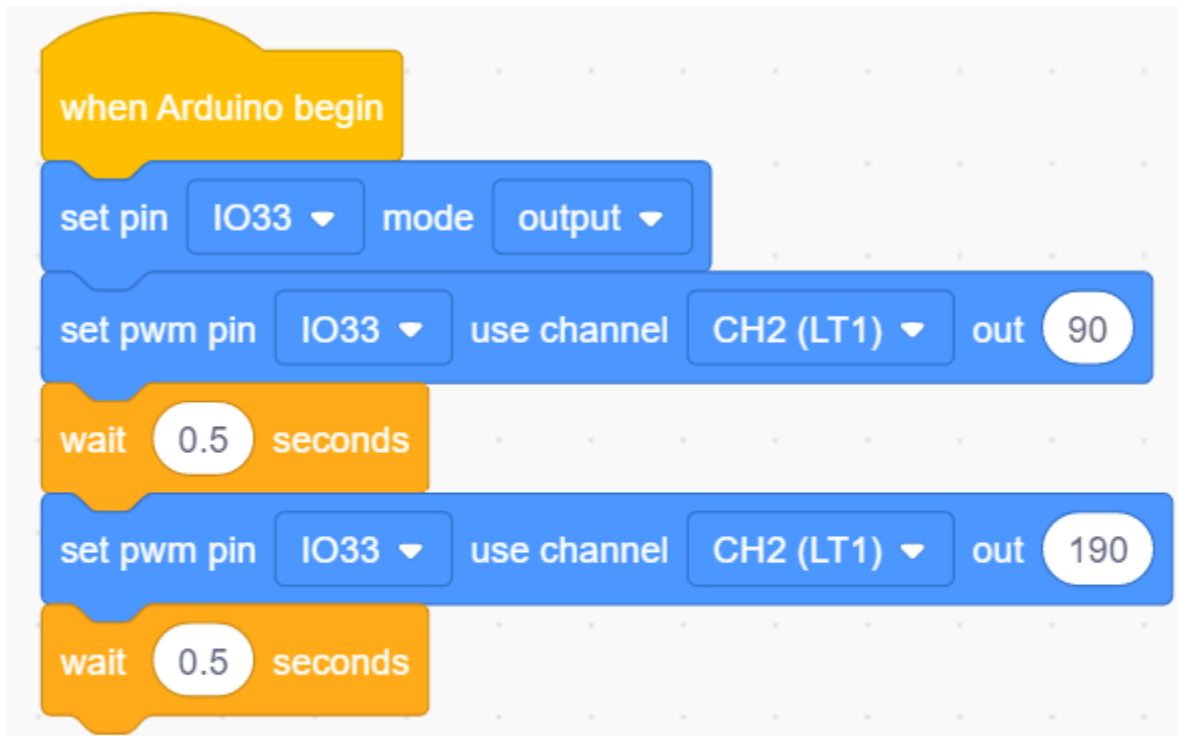 when Arduino begin
set pin IO33 mode output
set pwm pin IO33 use channel CH2 (LT1) out 90
wait 0.5 seconds
set pwm pin IO33 use channel CH2 (LT1) out 190
wait 0.5 seconds